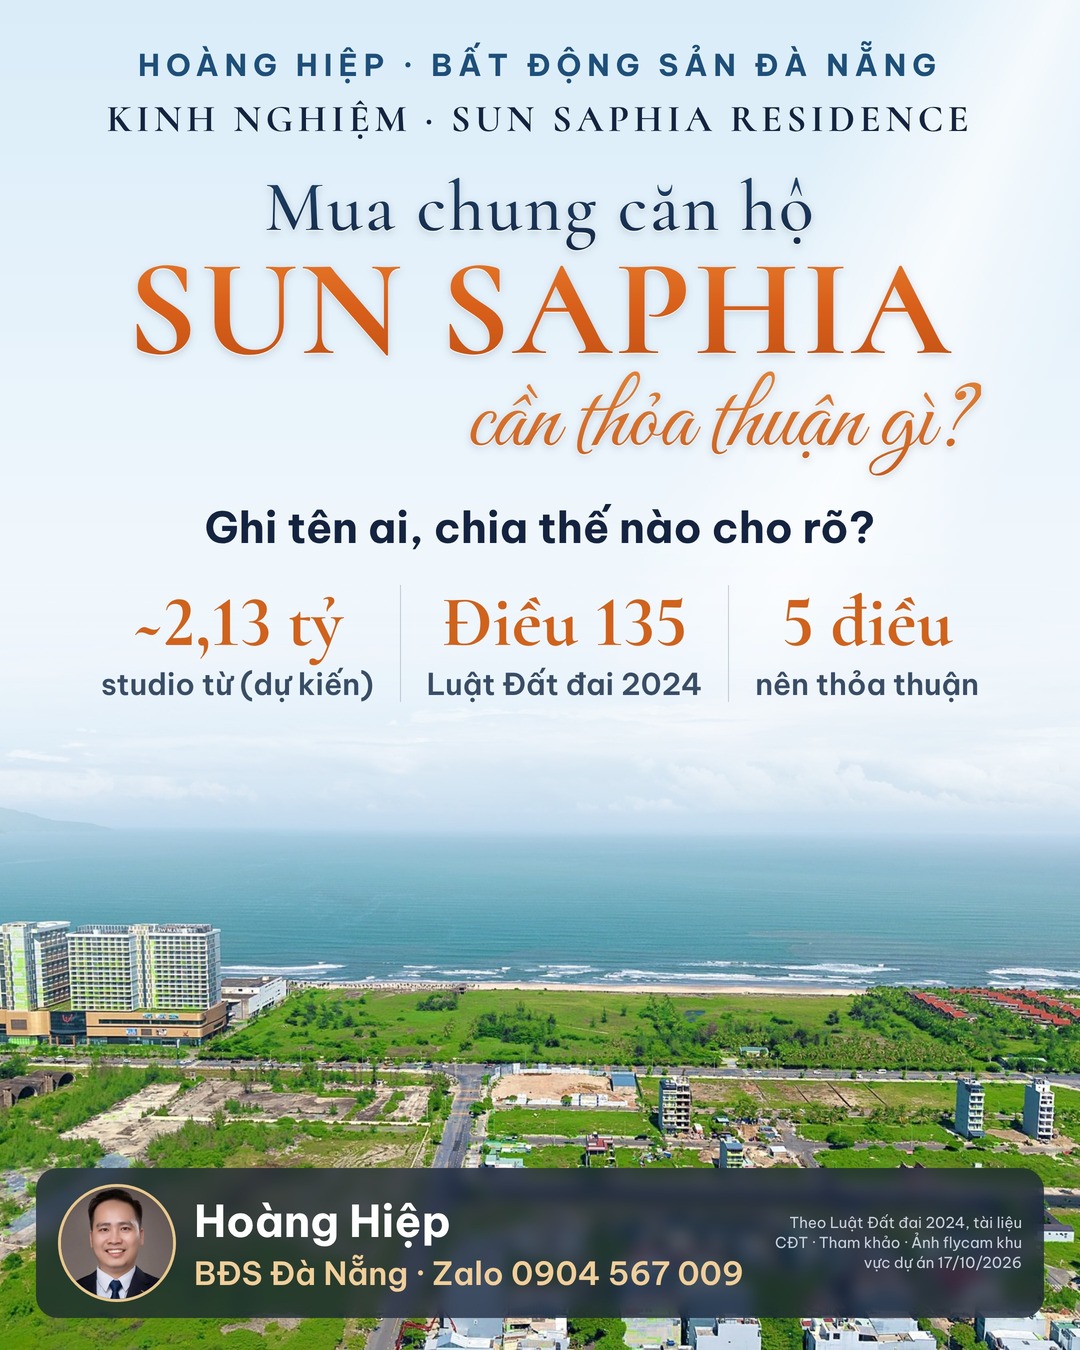 HOÀNG HIỆP · BẤT ĐỘNG SẢN ĐÀ NẴNG
KINH NGHIỆM · SUN SAPHIA RESIDENCE
Mua chung căn hộ
SUN SAPHIA
cần thỏa thuận gì?
Ghi tên ai, chia thế nào cho rõ?
~2,13 tỷ
studio từ (dự kiến)
Điều 135
Luật Đất đai 2024
5 điều
nên thỏa thuận
Hoàng Hiệp
BĐS Đà Nẵng · Zalo 0904 567 009
Theo Luật Đất đai 2024, tài liệu
CĐT · Tham khảo · Ảnh flycam khu
vực dự án 17/10/2026